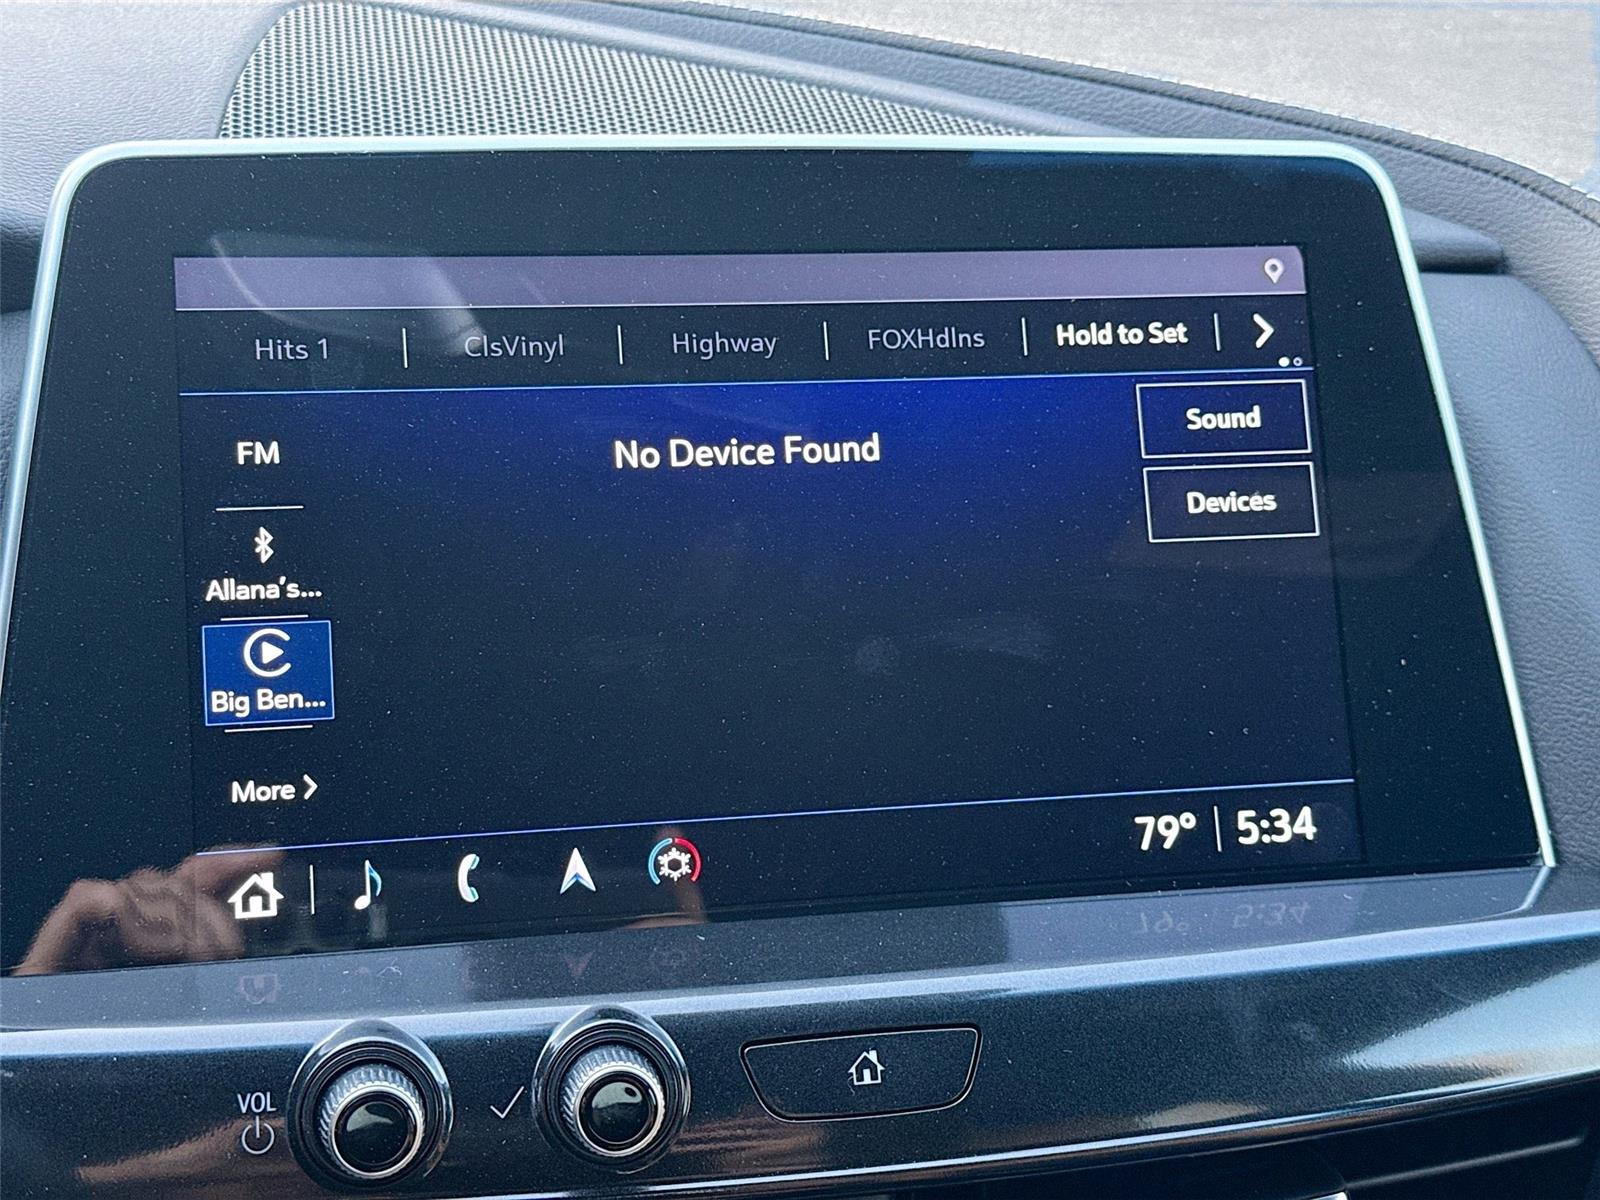 Hits 1
ClsVinyl
Highway
FOXHdlns
Hold to Set
Sound
FM
No Device Found
Devices
Allana's...
Big Ben...
More
79° 5:34
VOL